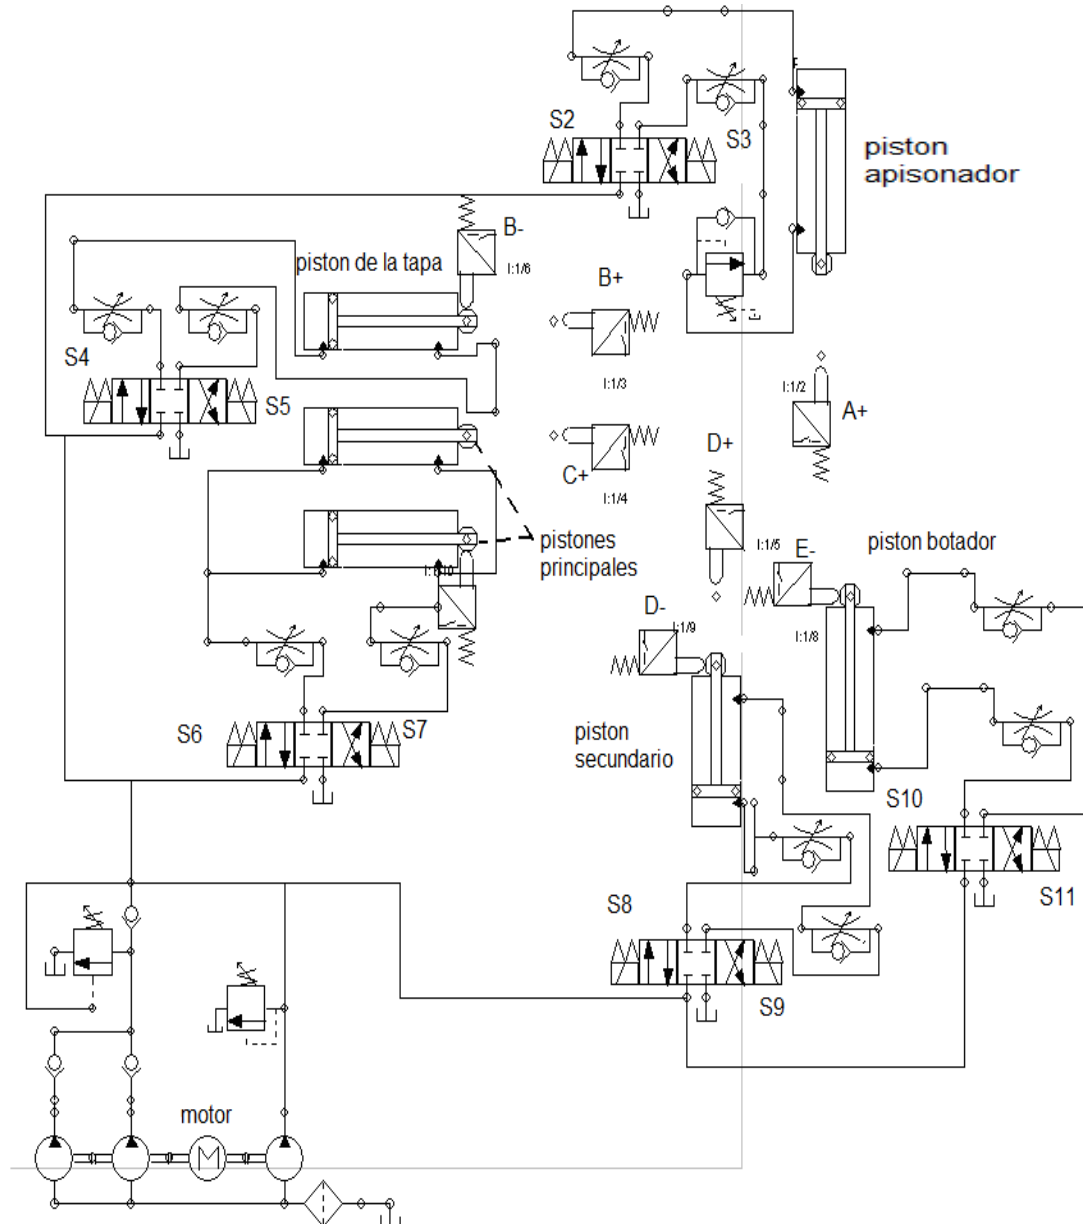 S2
S3
piston
apisonador
B-
I:1/6
piston de la tapa
B+
I:1/3
S4
S5
I:1/2
A+
D+
C+
I:1/4
pistones
principales
I:1/5
E-
piston botador
D-
I:1/9
I:1/8
S6
S7
piston
secundario
S10
S8
S11
S9
motor
M